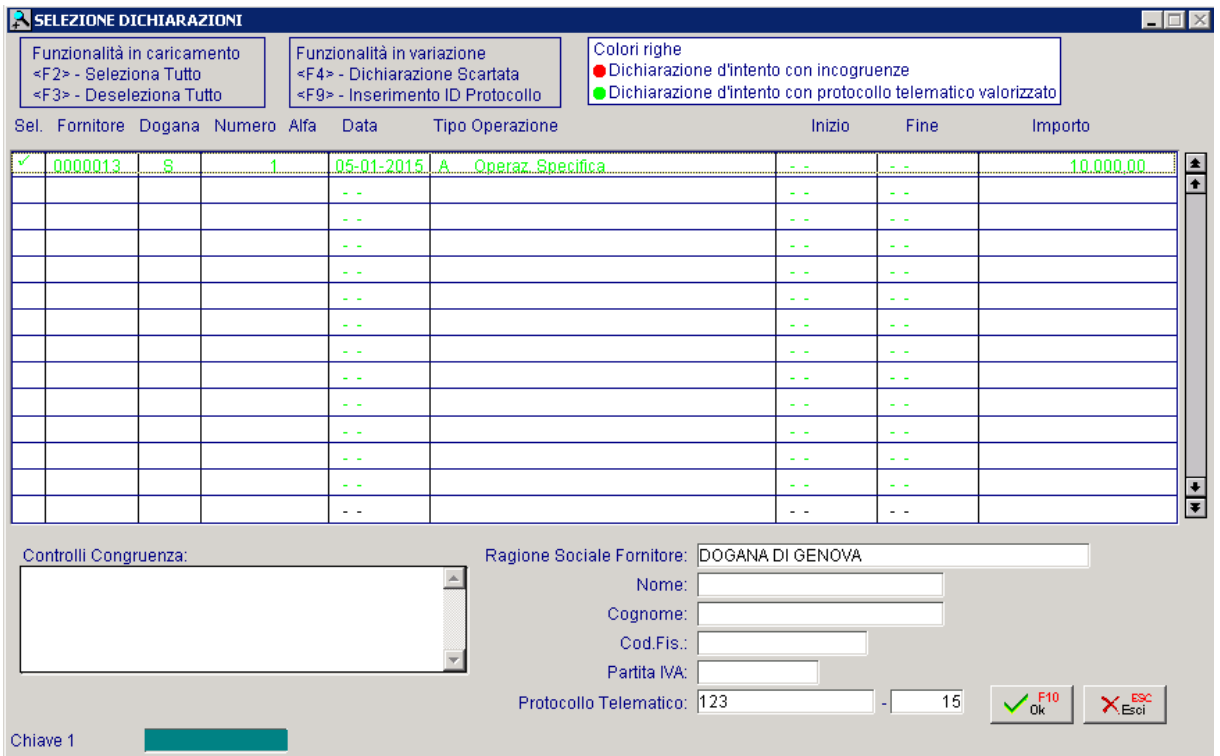 SELEZIONE DICHIARAZIONI
Funzionalità in caricamento
<F2> - Seleziona Tutto
<F3> - Deseleziona Tutto
Funzionalità in variazione
<F4> - Dichiarazione Scartata
<F9> - Inserimento ID Protocollo
Colori righe
Dichiarazione d'intento con incogruenze
Dichiarazione d'intento con protocollo telematico valorizzato
Sel. Fornitore Dogana Numero Alfa Data Tipo Operazione Inizio Fine Importo
0000013 S 1 05-01-2015 A Operaz. Specifica - - - - 10.000,00
- - - - - -
- - - - - -
- - - - - -
- - - - - -
- - - - - -
- - - - - -
- - - - - -
- - - - - -
- - - - - -
- - - - - -
- - - - - -
- - - - - -
- - - - - -
Controlli Congruenza:
Ragione Sociale Fornitore: DOGANA DI GENOVA
Nome:
Cognome:
Cod.Fis.:
Partita IVA:
Protocollo Telematico: 123 - 15
F10 Ok
ESC Esci
Chiave 1